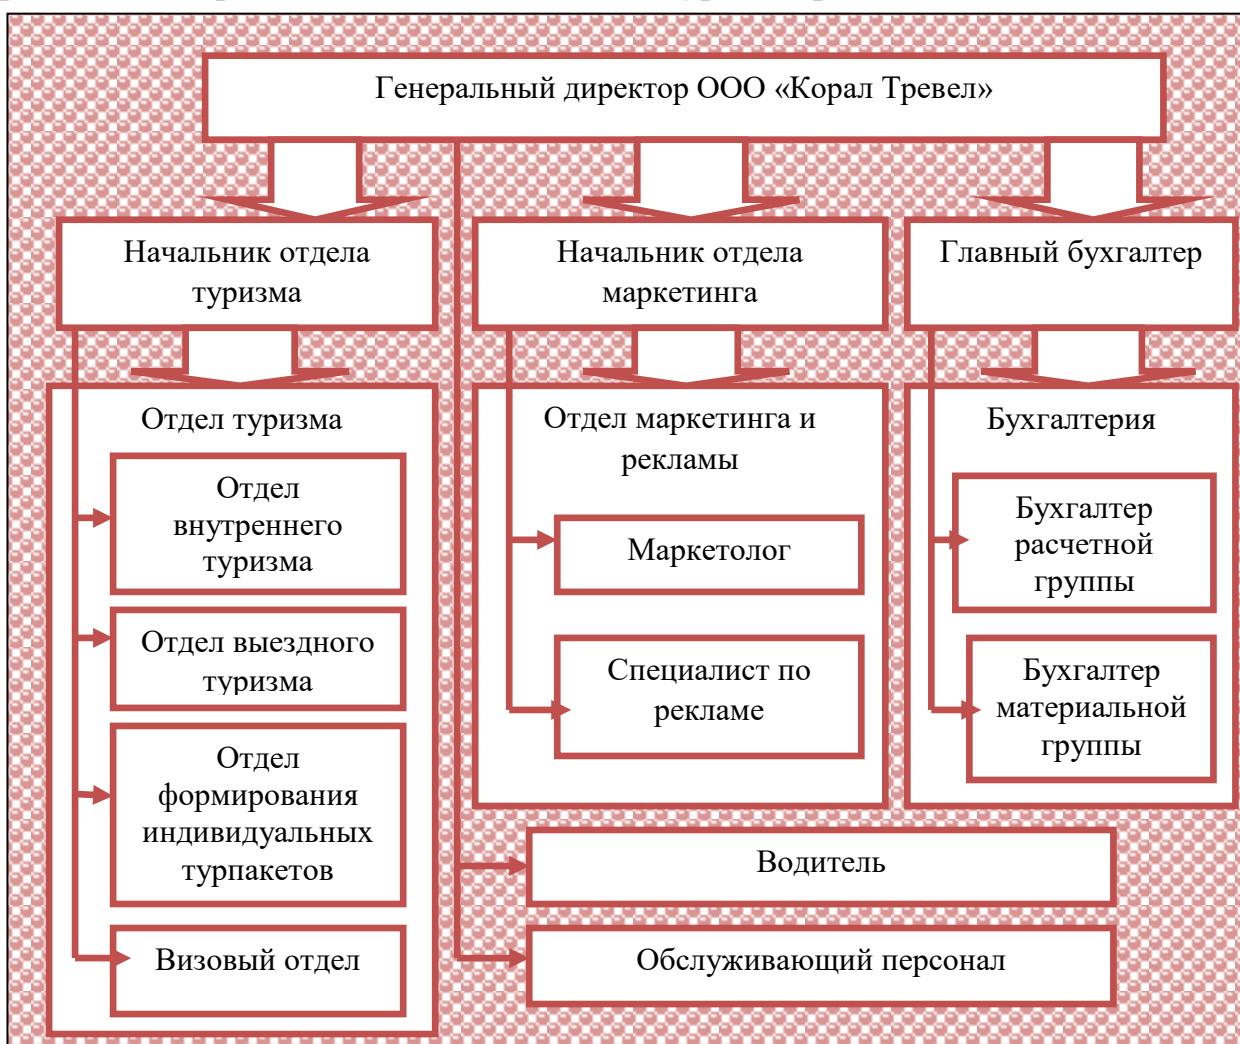 Генеральный директор ООО «Корал Тревел»
Начальник отдела
туризма
Начальник отдела
маркетинга
Главный бухгалтер
Отдел туризма
Отдел
внутреннего
туризма
Отдел выездного
туризма
Отдел
формирования
индивидуальных
турпакетов
Визовый отдел
Отдел маркетинга и
рекламы
Маркетолог
Специалист по
рекламе
Бухгалтерия
Бухгалтер
расчетной
группы
Бухгалтер
материальной
группы
Водитель
Обслуживающий персонал